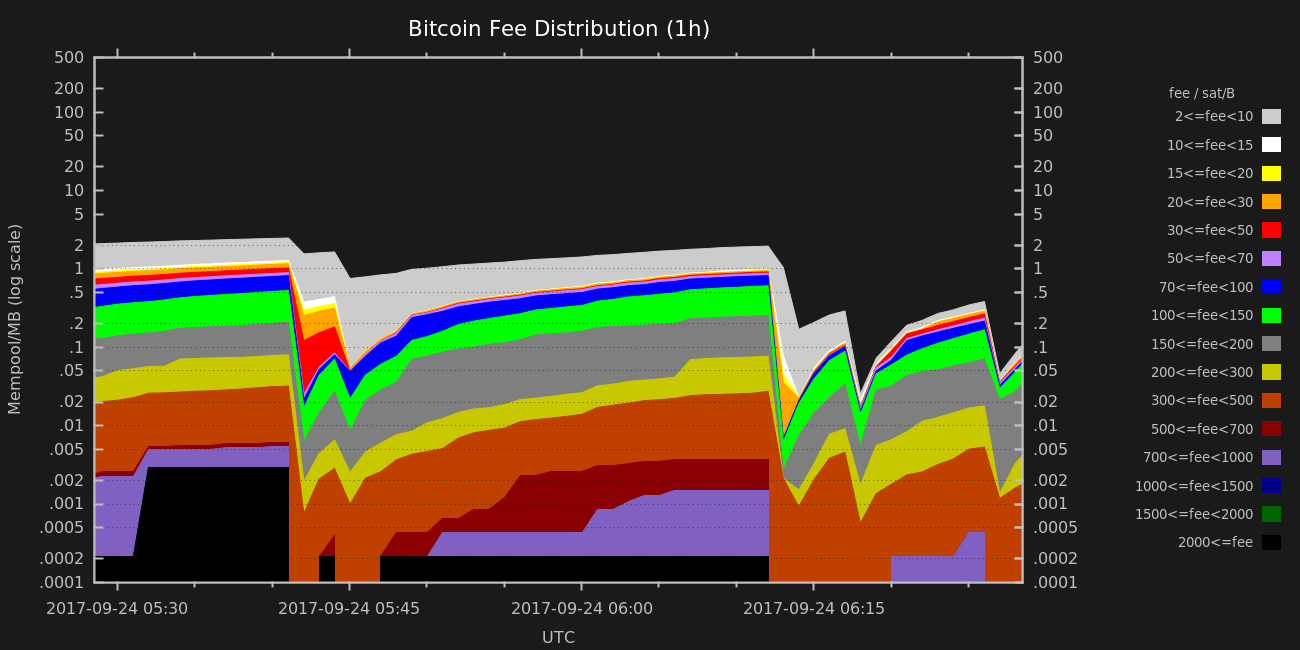 Bitcoin Fee Distribution (1h)
Mempool/MB (log scale)
500
200
100
50
20
10
5
2
1
.5
.2
.1
.05
.02
.01
.005
.002
.001
.0005
.0002
.0001
500
200
100
50
20
10
5
2
1
.5
.2
.1
.05
.02
.01
.005
.002
.001
.0005
.0002
.0001
2017-09-24 05:30
2017-09-24 05:45
2017-09-24 06:00
2017-09-24 06:15
UTC
fee / sat/B
2<=fee<10
10<=fee<15
15<=fee<20
20<=fee<30
30<=fee<50
50<=fee<70
70<=fee<100
100<=fee<150
150<=fee<200
200<=fee<300
300<=fee<500
500<=fee<700
700<=fee<1000
1000<=fee<1500
1500<=fee<2000
2000<=fee